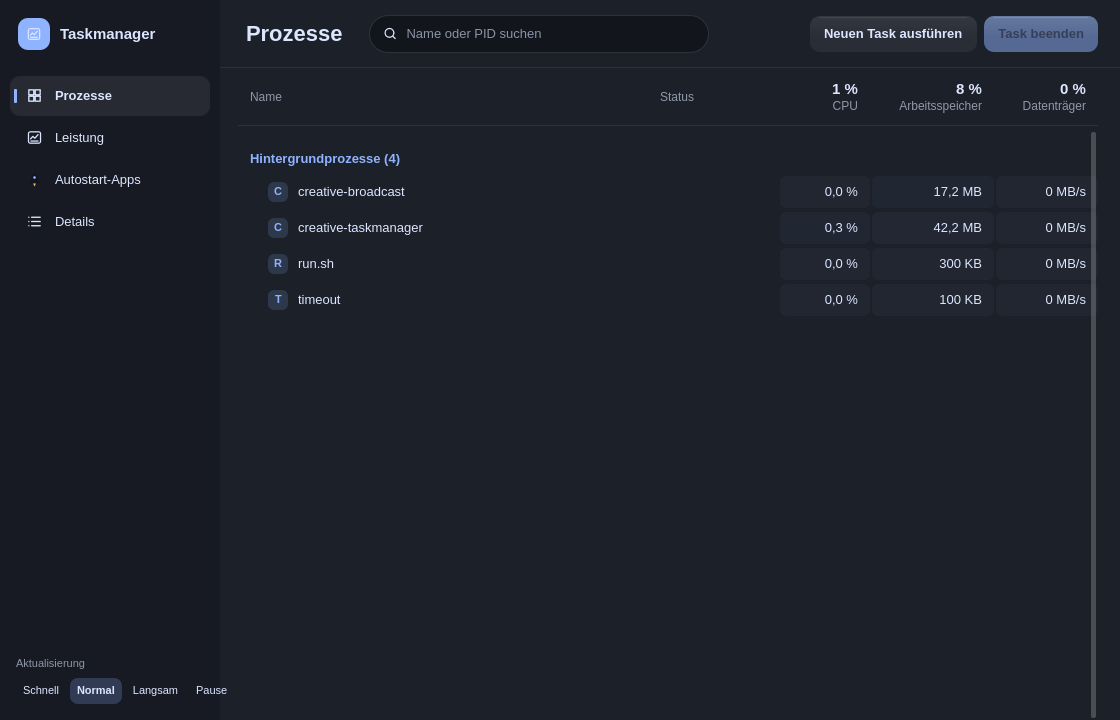 Taskmanager
Prozesse
Leistung
Autostart-Apps
Details
Aktualisierung
Schnell Normal Langsam Pause
Prozesse
Name oder PID suchen
Neuen Task ausführen
Task beenden
Name Status 1 % CPU 8 % Arbeitsspeicher 0 % Datenträger
Hintergrundprozesse (4)
C creative-broadcast 0,0 % 17,2 MB 0 MB/s
C creative-taskmanager 0,3 % 42,2 MB 0 MB/s
R run.sh 0,0 % 300 KB 0 MB/s
T timeout 0,0 % 100 KB 0 MB/s